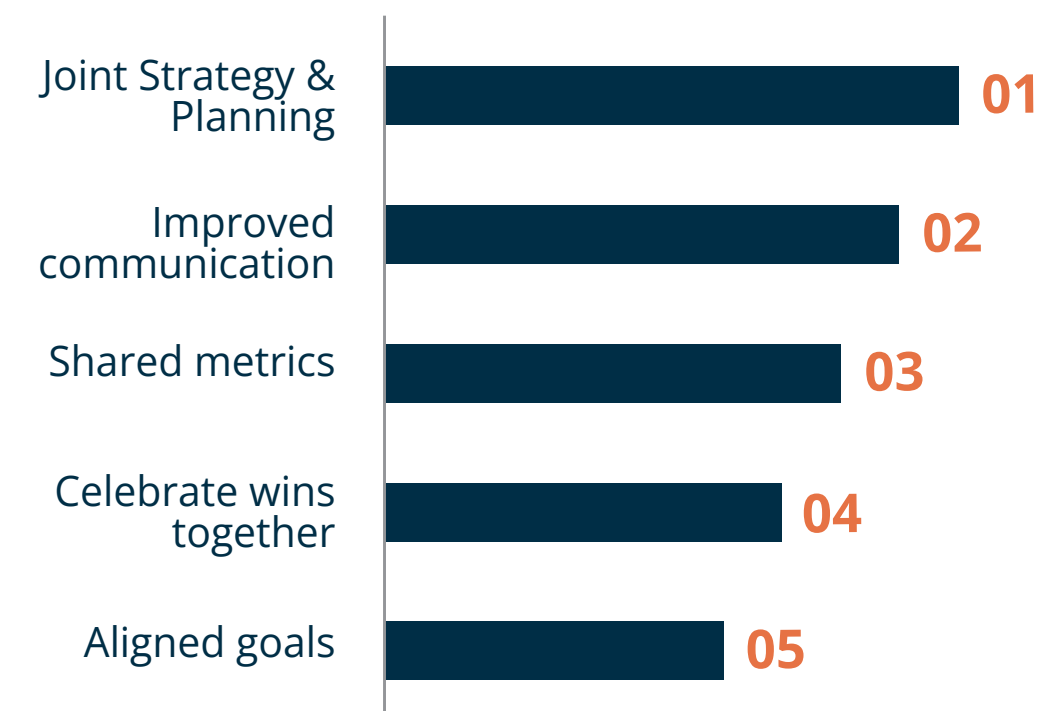 Joint Strategy &
Planning
01
Improved
communication
02
Shared metrics
03
Celebrate wins
together
04
Aligned goals
05